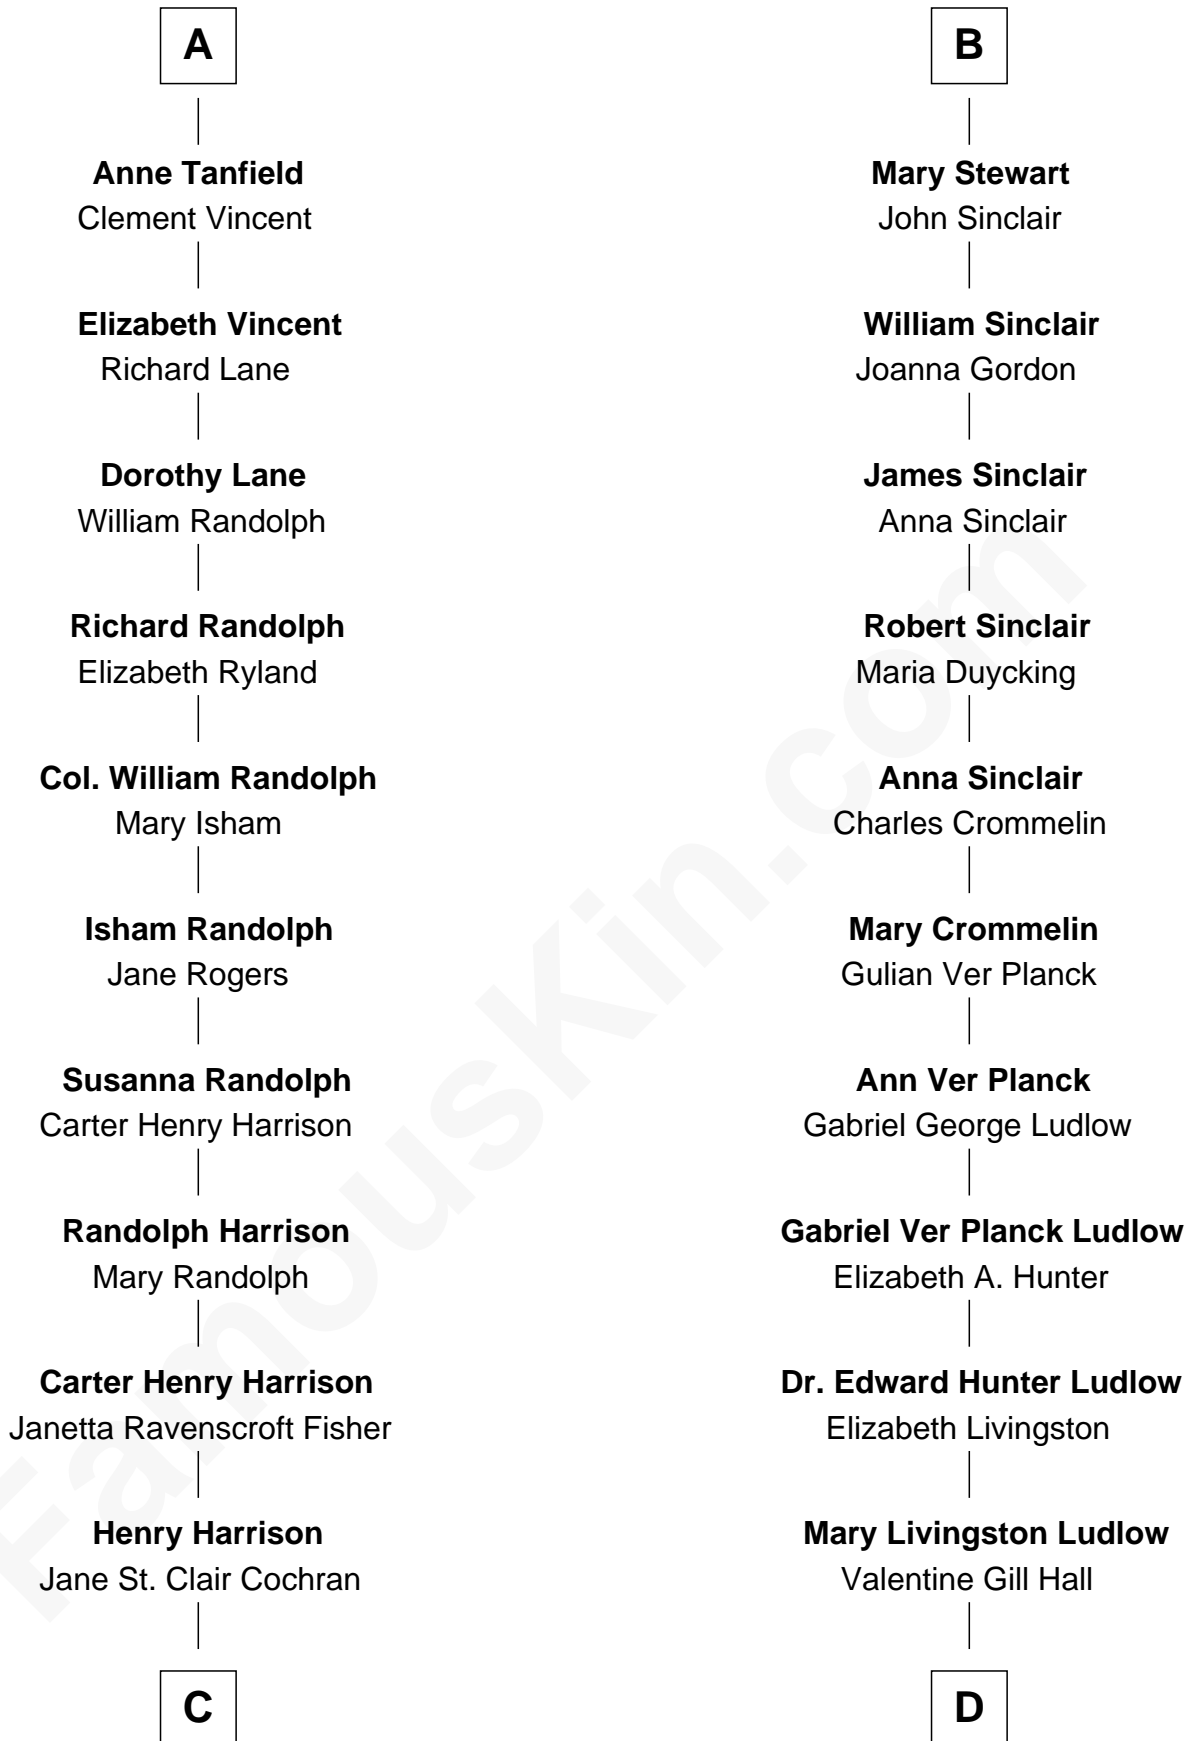 A
Anne Tanfield
Clement Vincent
Elizabeth Vincent
Richard Lane
Dorothy Lane
William Randolph
Richard Randolph
Elizabeth Ryland
Col. William Randolph
Mary Isham
Isham Randolph
Jane Rogers
Susanna Randolph
Carter Henry Harrison
Randolph Harrison
Mary Randolph
Carter Henry Harrison
Janetta Ravenscroft Fisher
Henry Harrison
Jane St. Clair Cochran
C
B
Mary Stewart
John Sinclair
William Sinclair
Joanna Gordon
James Sinclair
Anna Sinclair
Robert Sinclair
Maria Duycking
Anna Sinclair
Charles Crommelin
Mary Crommelin
Gulian Ver Planck
Ann Ver Planck
Gabriel George Ludlow
Gabriel Ver Planck Ludlow
Elizabeth A. Hunter
Dr. Edward Hunter Ludlow
Elizabeth Livingston
Mary Livingston Ludlow
Valentine Gill Hall
D
FamousKin.com